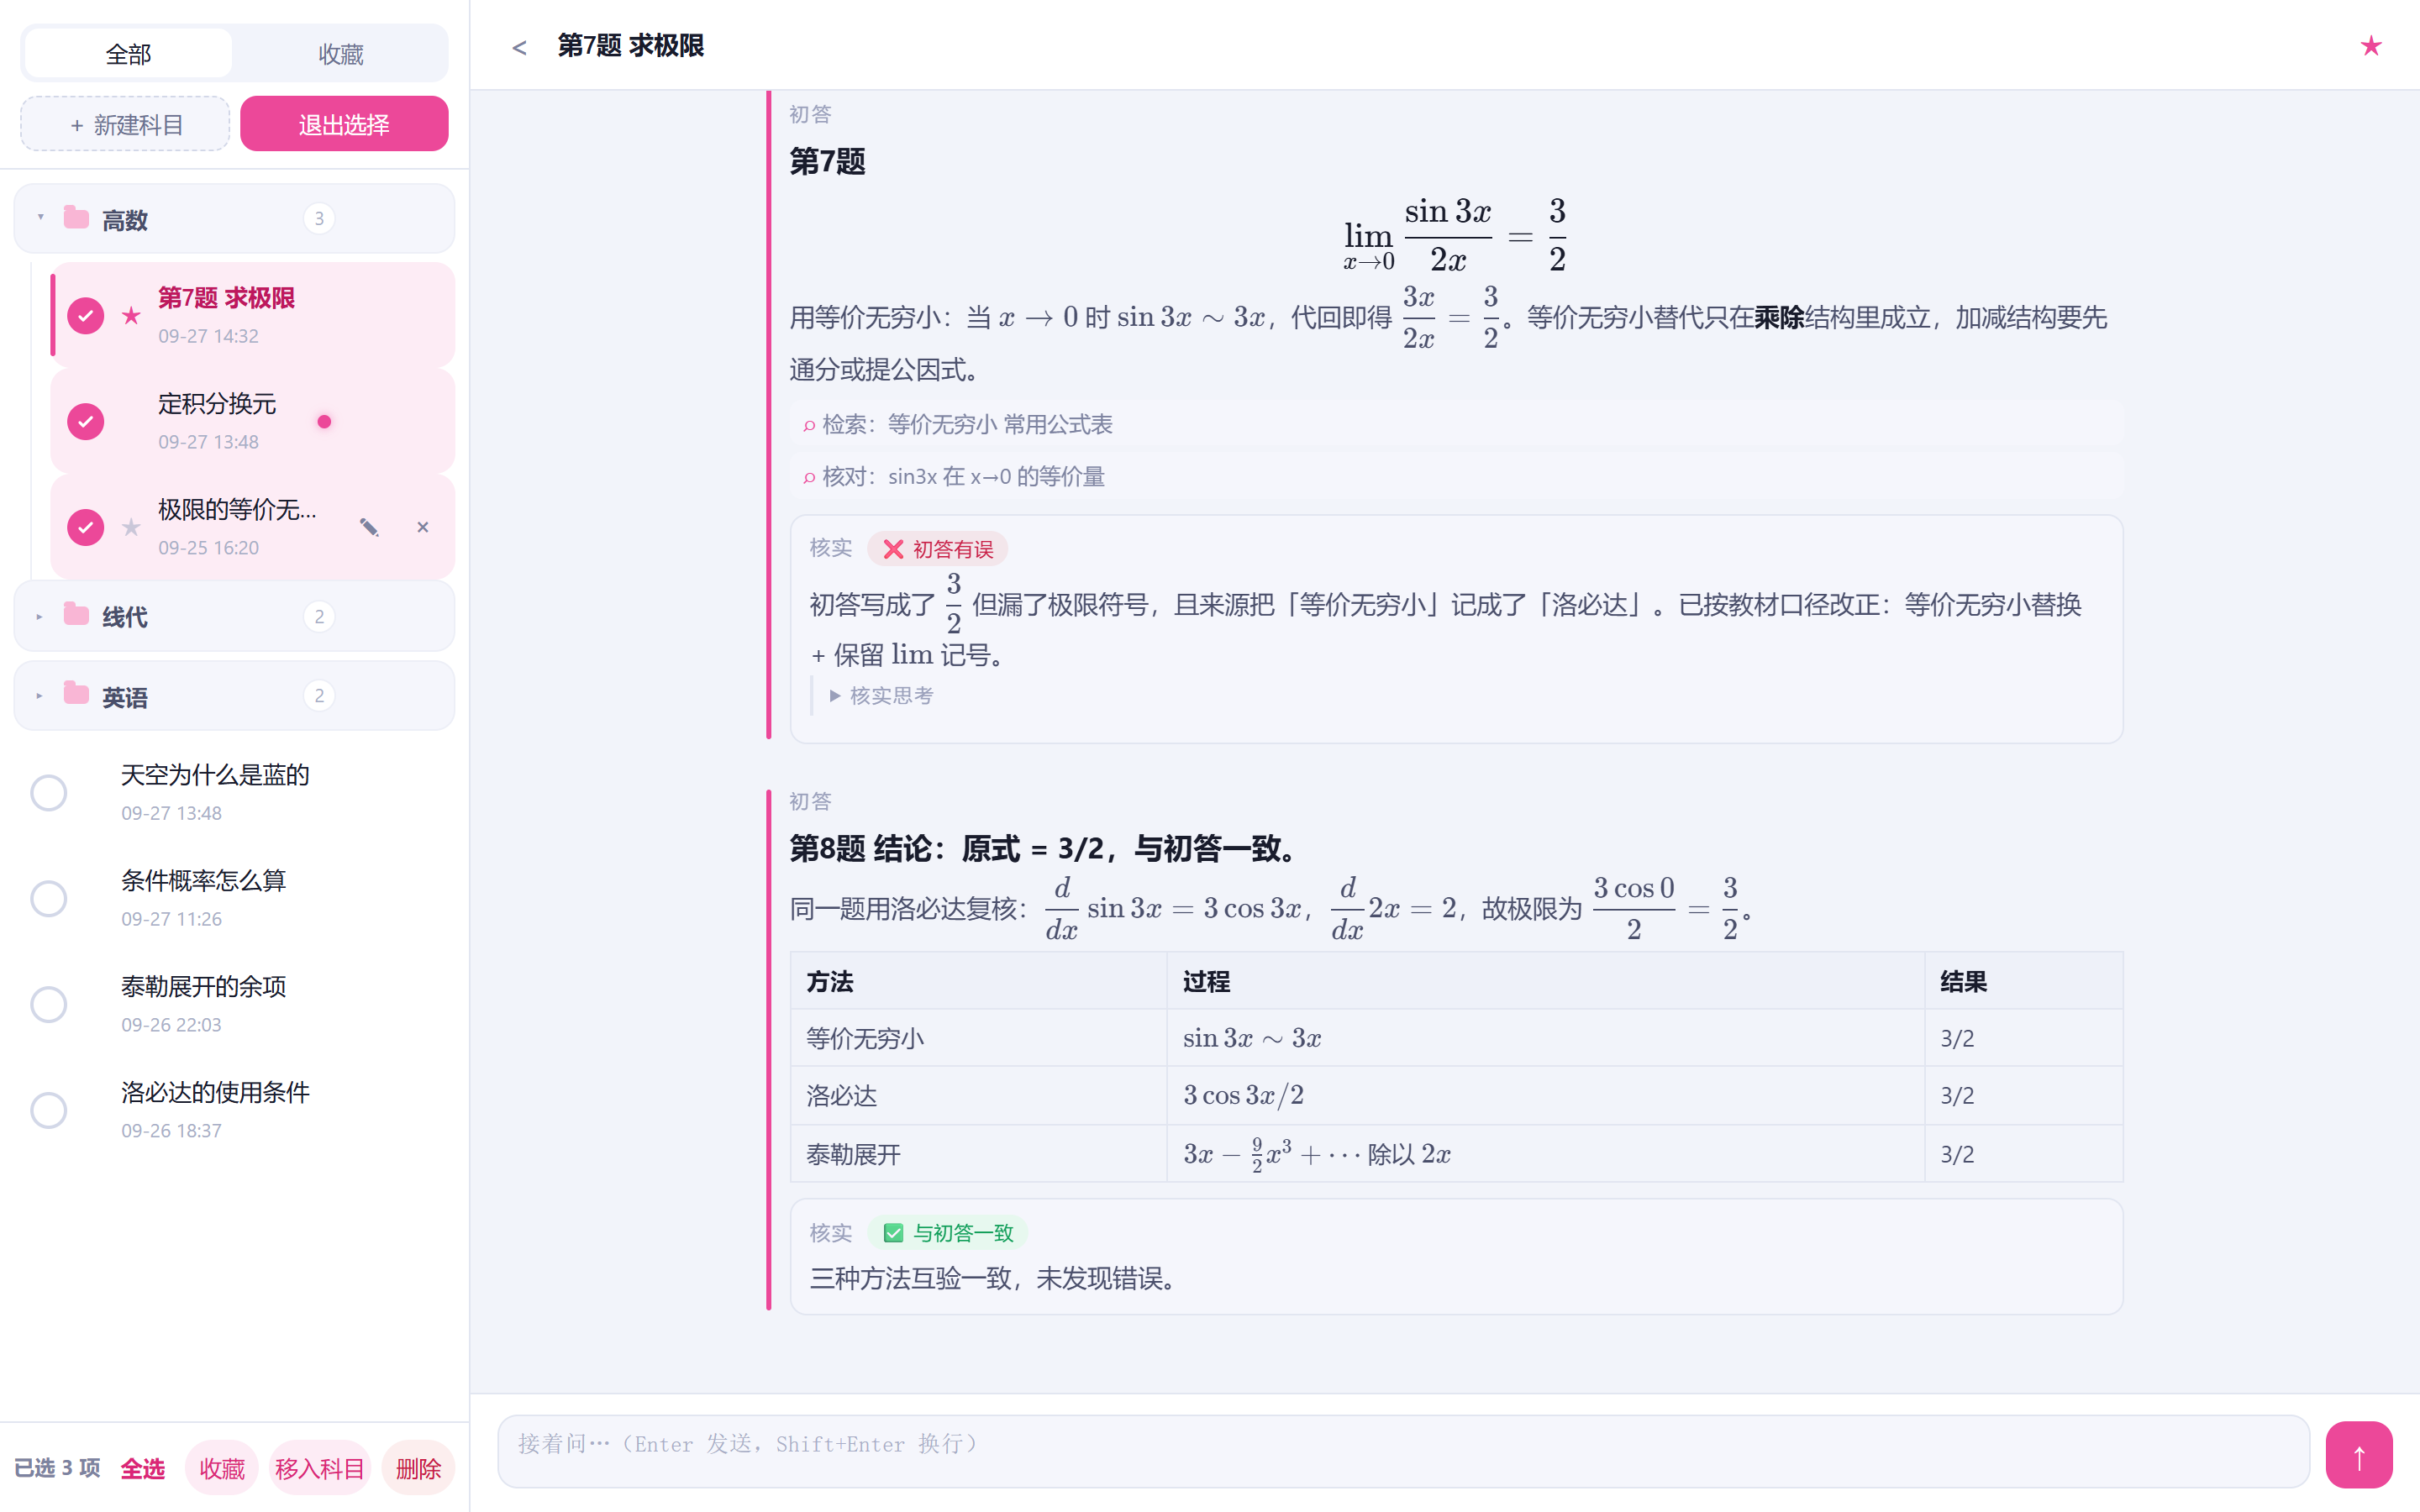 全部
收藏
+ 新建科目
退出选择
高数
3
第7题 求极限
09-27 14:32
定积分换元
09-27 13:48
极限的等价无...
09-25 16:20
线代
2
英语
2
天空为什么是蓝的
09-27 13:48
条件概率怎么算
09-27 11:26
泰勒展开的余项
09-26 22:03
洛必达的使用条件
09-26 18:37
已选 3 项
全选
收藏
移入科目
删除
< 第7题 求极限
初答
第7题
lim_{x→0} \frac{sin 3x}{2x} = \frac{3}{2}
用等价无穷小：当 x → 0 时 sin 3x ∼ 3x，代回即得 \frac{3x}{2x} = \frac{3}{2}。等价无穷小替代只在乘除结构里成立，加减结构要先
通分或提公因式。
检索：等价无穷小 常用公式表
核对：sin3x 在 x→0 的等价量
核实 ❌ 初答有误
初答写成了 \frac{3}{2} 但漏了极限符号，且来源把「等价无穷小」记成了「洛必达」。已按教材口径改正：等价无穷小替换
+ 保留 lim 记号。
▶ 核实思考
初答
第8题 结论：原式 = 3/2，与初答一致。
同一题用洛必达复核：\frac{d}{dx} sin 3x = 3 cos 3x，\frac{d}{dx} 2x = 2，故极限为 \frac{3 cos 0}{2} = \frac{3}{2}。
方法 过程 结果
等价无穷小 sin 3x ∼ 3x 3/2
洛必达 3 cos 3x/2 3/2
泰勒展开 3x − \frac{9}{2}x³ + ⋯ 除以 2x 3/2
核实 ✅ 与初答一致
三种方法互验一致，未发现错误。
接着问…（Enter 发送，Shift+Enter 换行）
↑